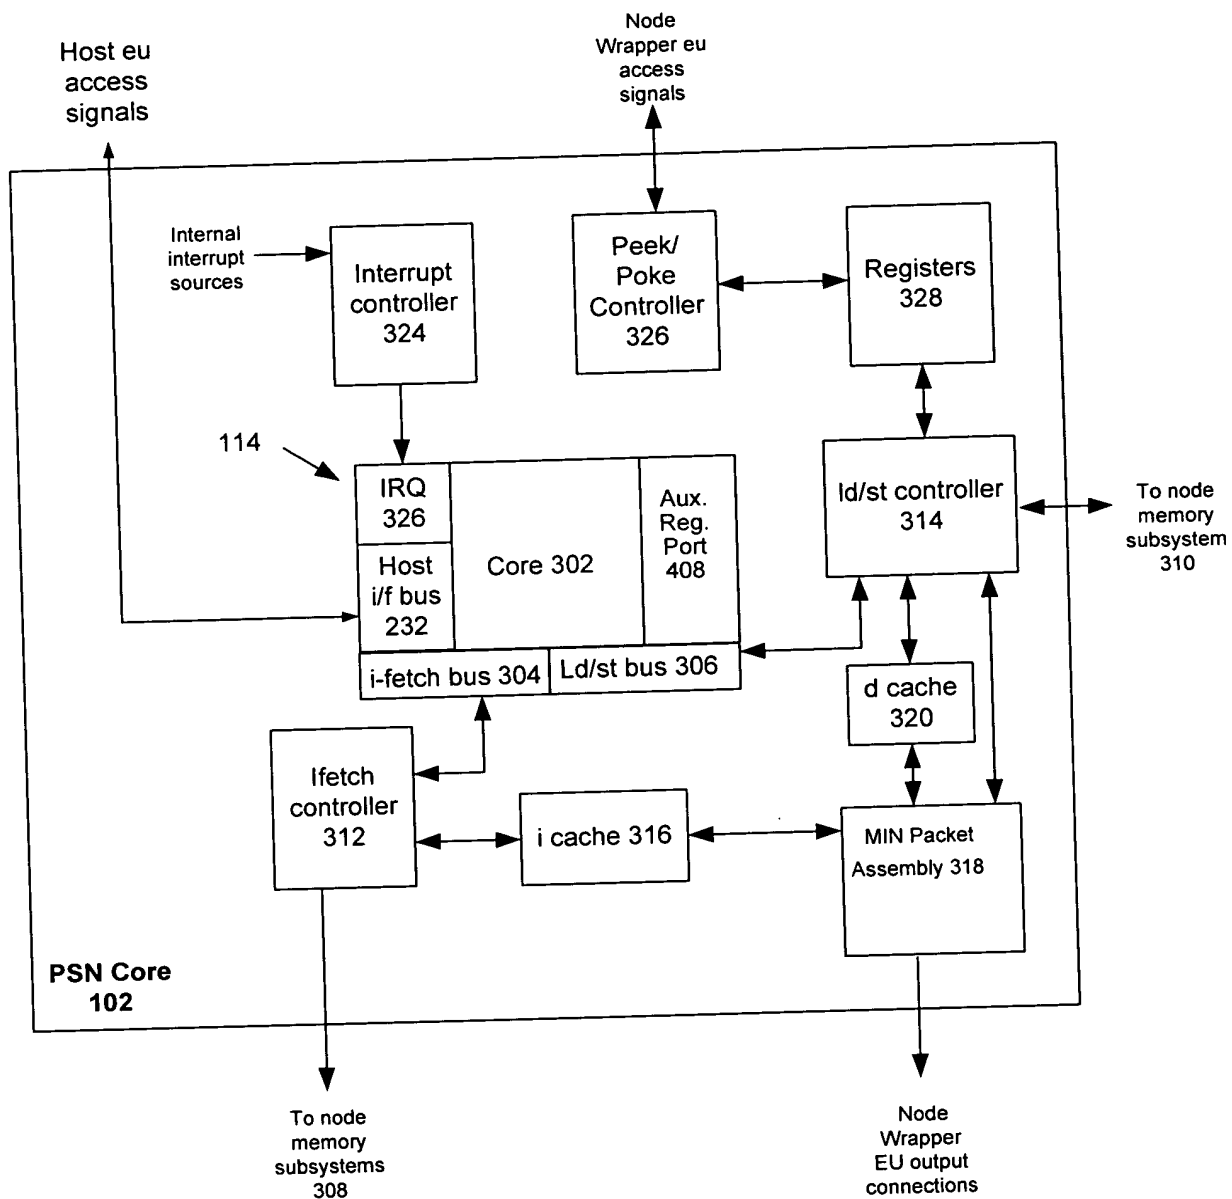 Host eu
access
signals
Node
Wrapper eu
access
signals
Internal
interrupt
sources
Interrupt
controller
324
Peek/
Poke
Controller
326
Registers
328
114
IRQ
326
Host
i/f bus
232
Core 302
Aux.
Reg.
Port
408
i-fetch bus 304
Ld/st bus 306
ld/st controller
314
To node
memory
subsystem
310
d cache
320
Ifetch
controller
312
i cache 316
MIN Packet
Assembly 318
PSN Core
102
To node
memory
subsystems
308
Node
Wrapper
EU output
connections